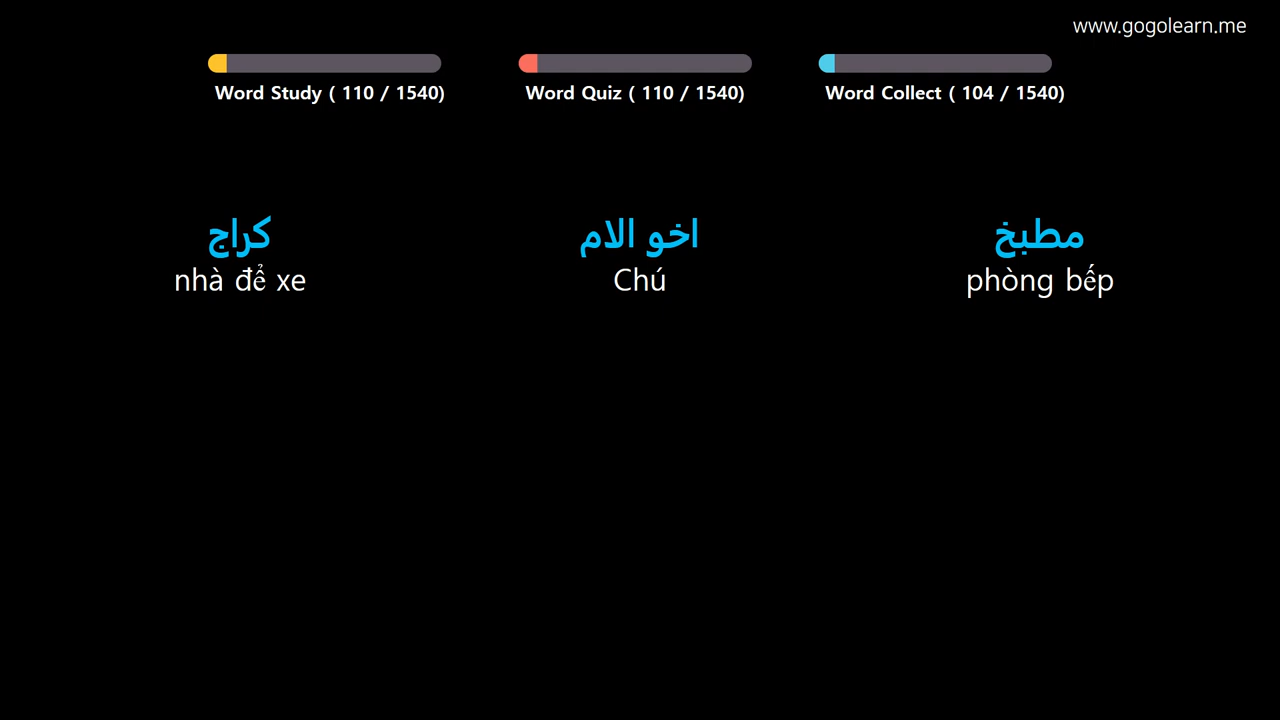 www.gogolearn.me
Word Study ( 110 / 1540)
Word Quiz ( 110 / 1540)
Word Collect ( 104 / 1540)
كراج
nhà để xe
اخو الام
Chú
مطبخ
phòng bếp